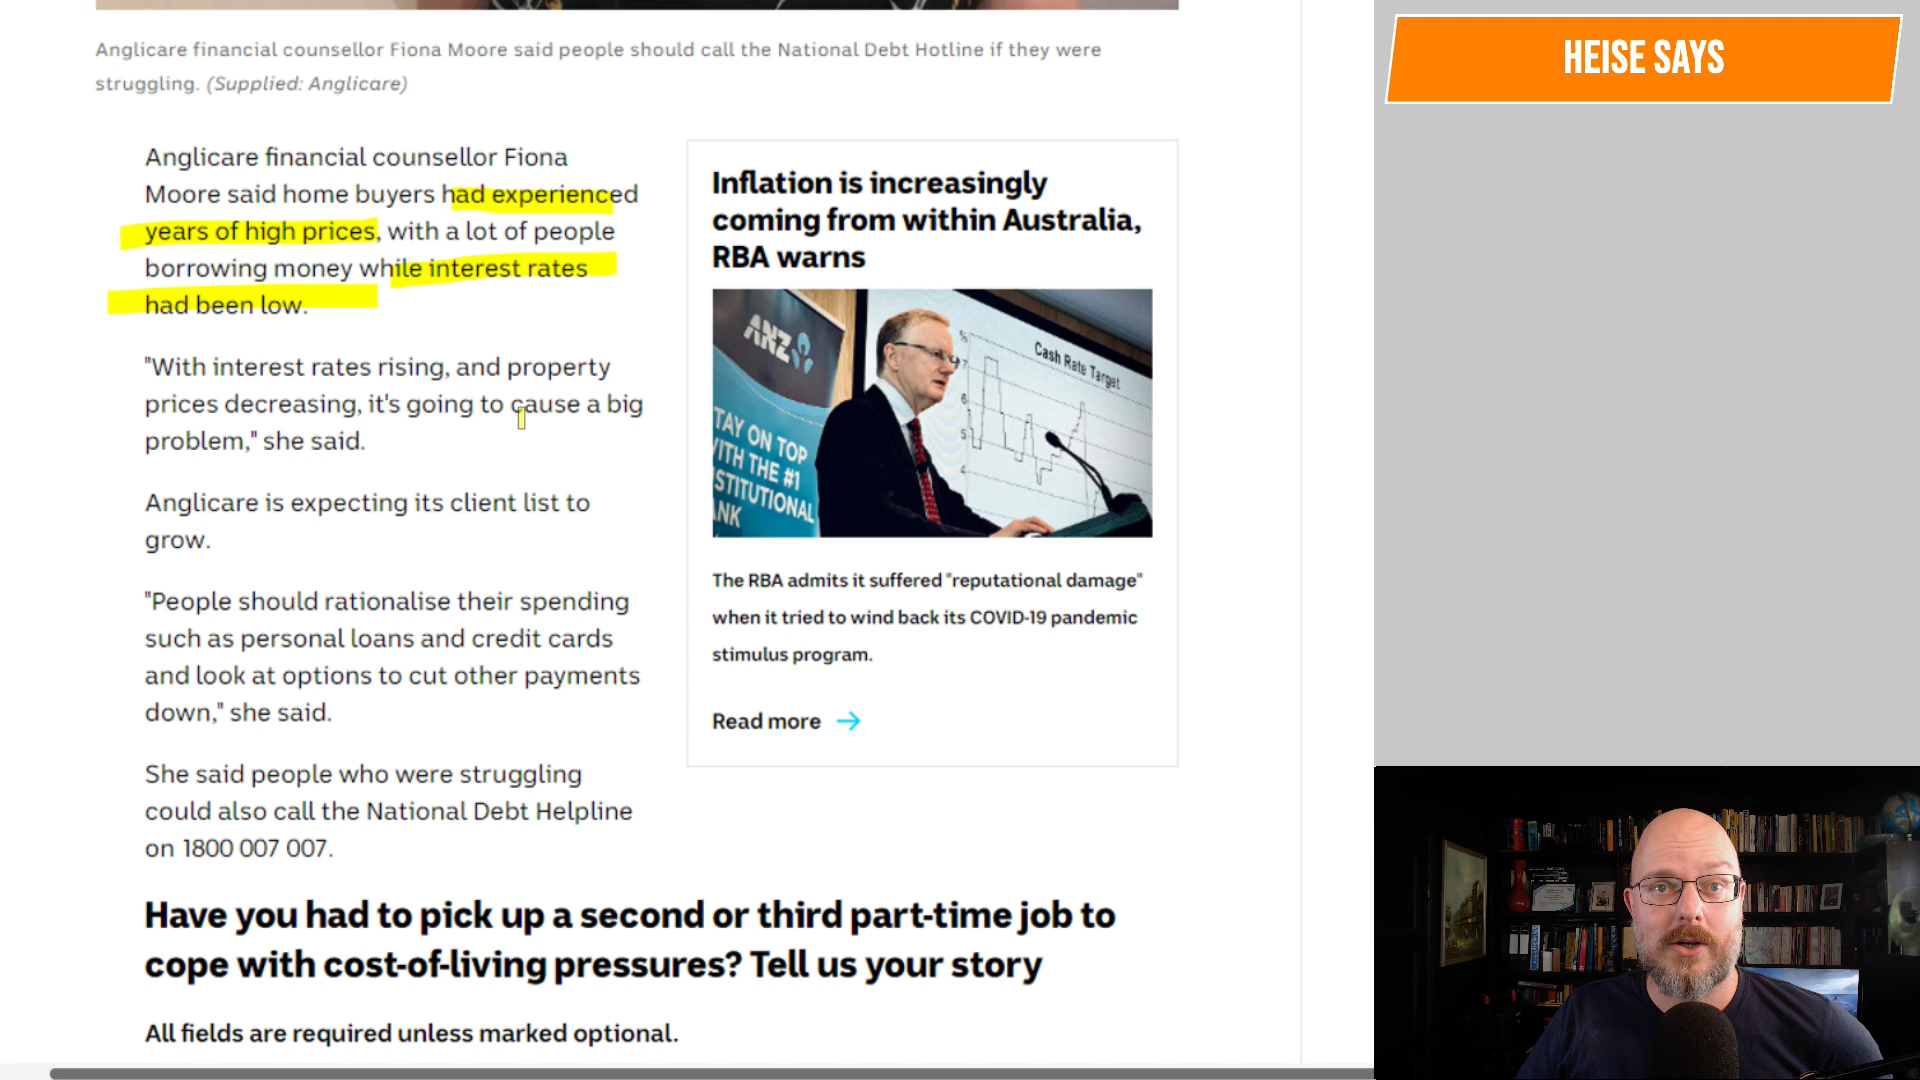 Anglicare financial counsellor Fiona Moore said people should call the National Debt Hotline if they were
struggling. (Supplied: Anglicare)
Anglicare financial counsellor Fiona
Moore said home buyers had experienced
years of high prices, with a lot of people
borrowing money while interest rates
had been low.
"With interest rates rising, and property
prices decreasing, it's going to cause a big
problem," she said.
Anglicare is expecting its client list to
grow.
"People should rationalise their spending
such as personal loans and credit cards
and look at options to cut other payments
down," she said.
She said people who were struggling
could also call the National Debt Helpline
on 1800 007 007.
Inflation is increasingly
coming from within Australia,
RBA warns
ANZ
TAY ON TOP
WITH THE #1
STITUTIONAL
ANK
Cash Rate Target
%
7
6
5
4
The RBA admits it suffered "reputational damage"
when it tried to wind back its COVID-19 pandemic
stimulus program.
Read more
Have you had to pick up a second or third part-time job to
cope with cost-of-living pressures? Tell us your story
All fields are required unless marked optional.
HEISE SAYS